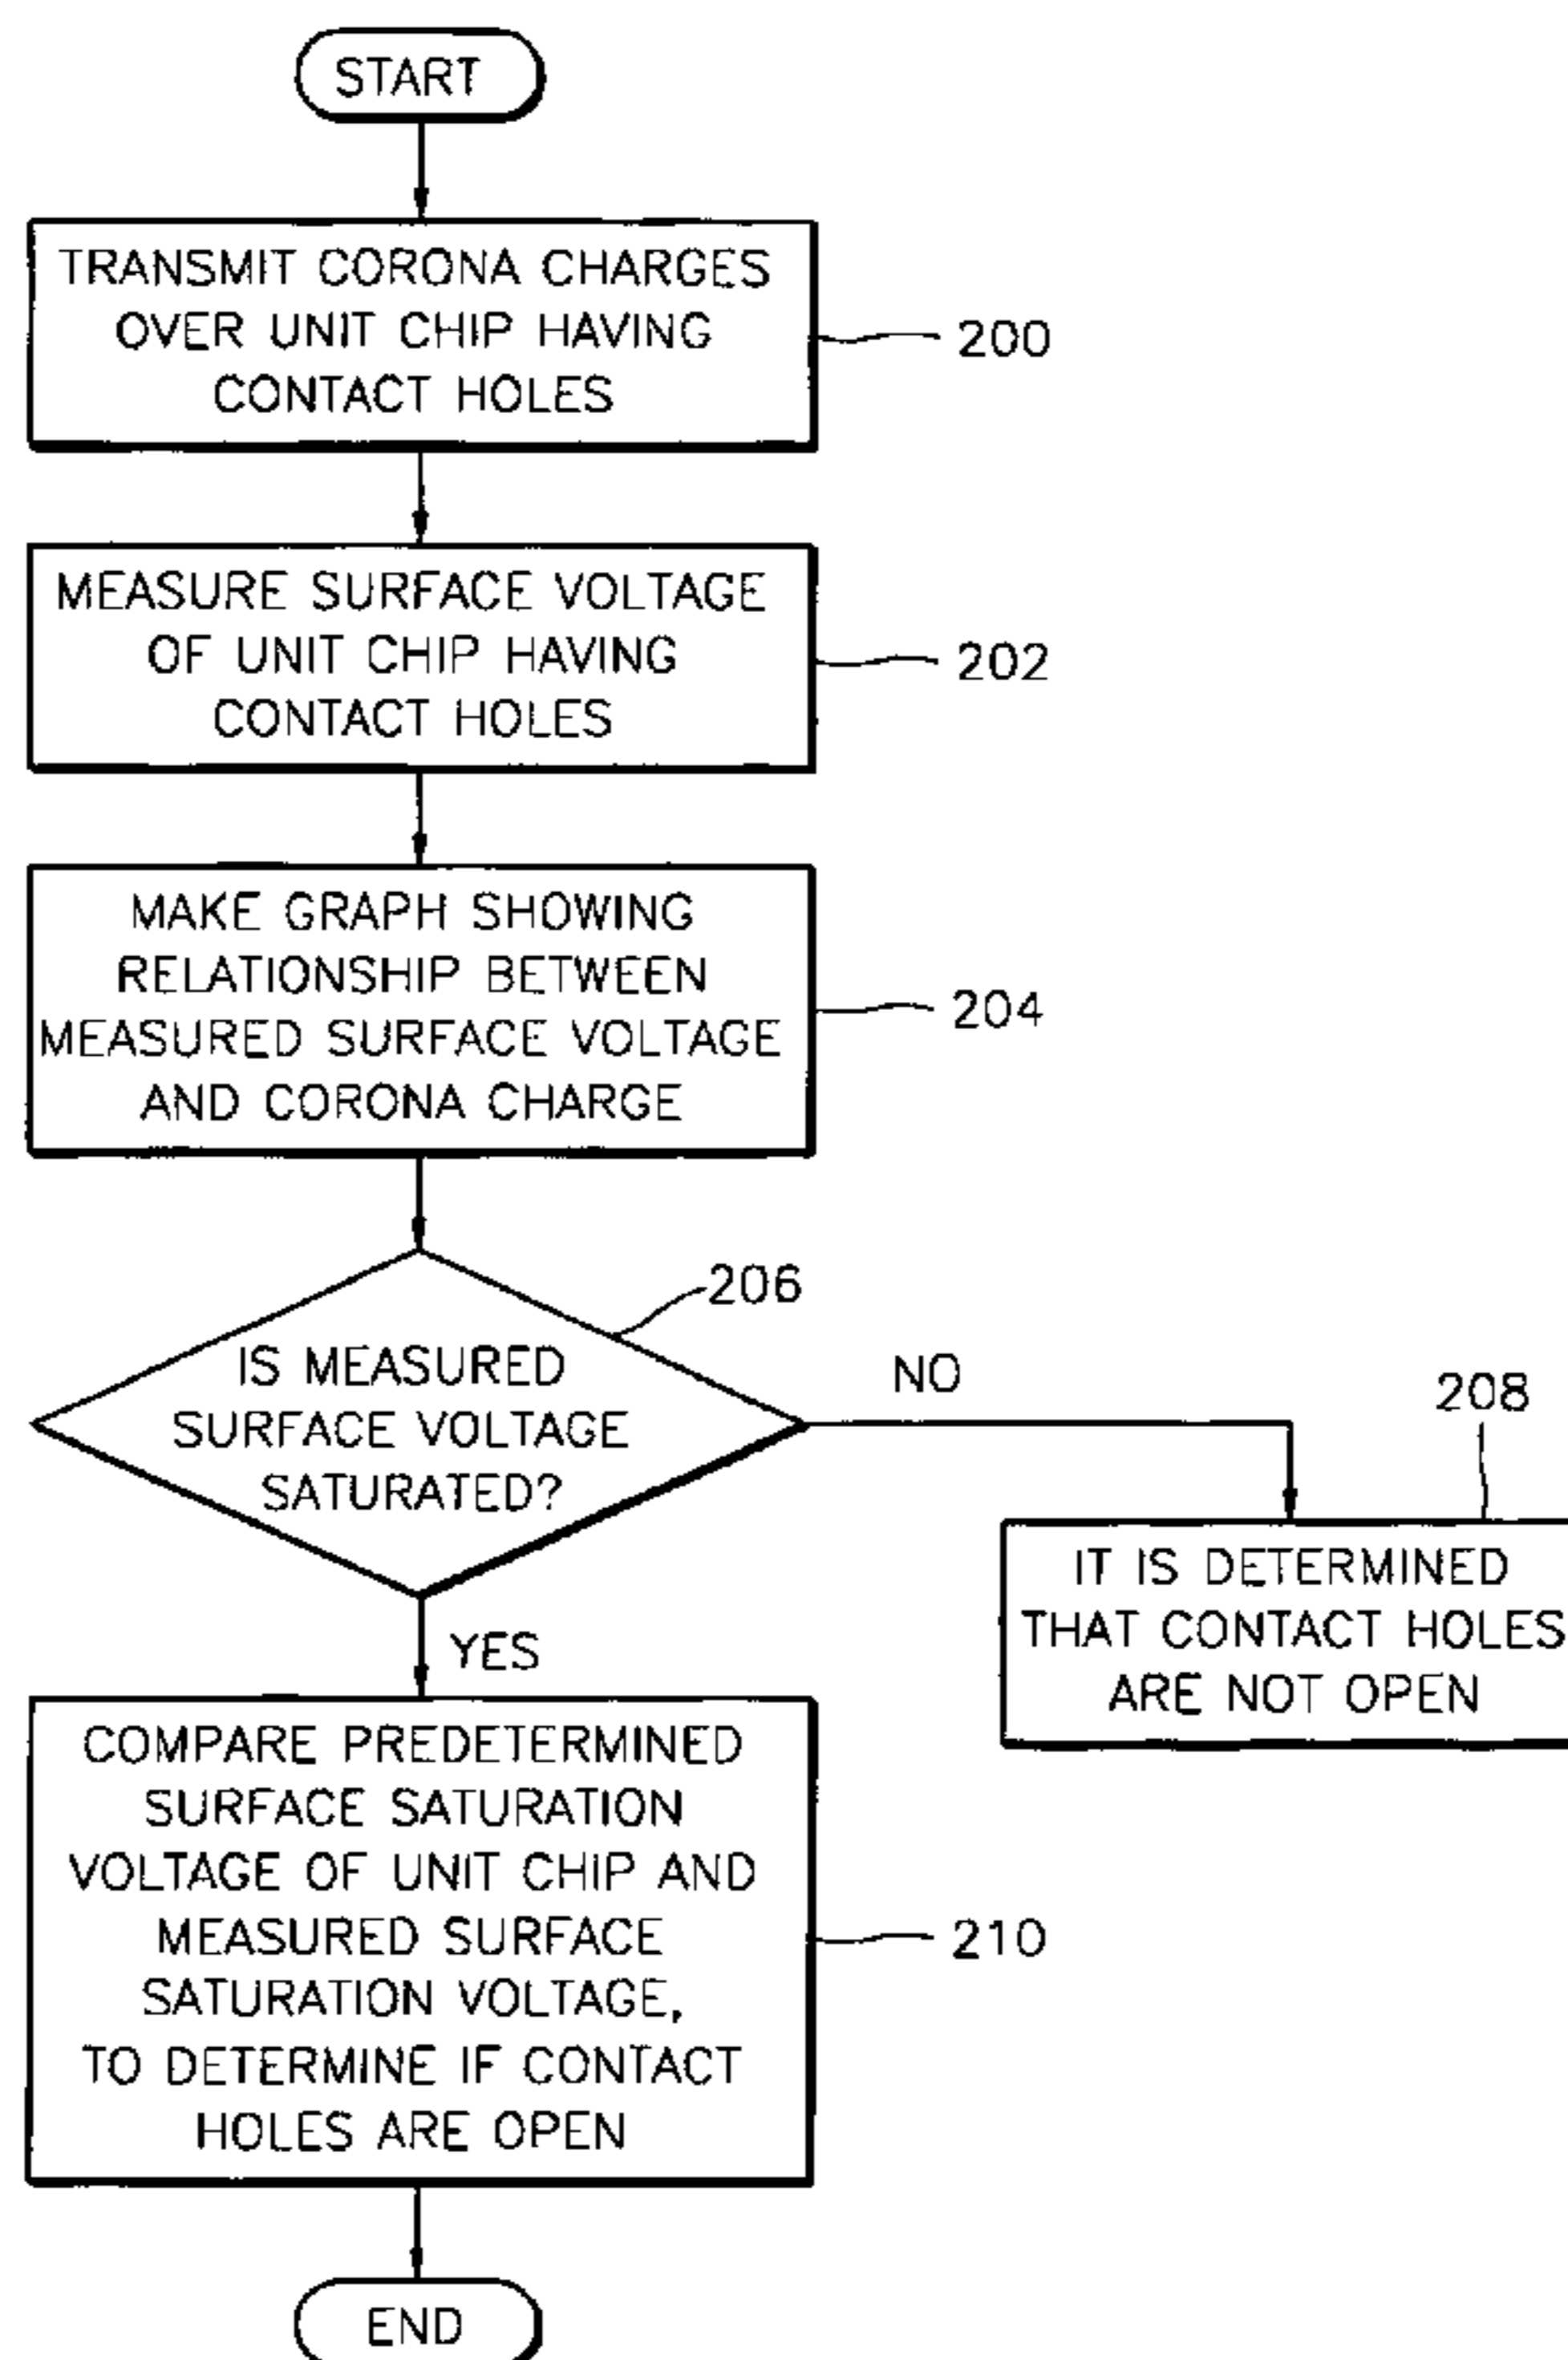 START
TRANSMIT CORONA CHARGES
OVER UNIT CHIP HAVING
CONTACT HOLES
200
MEASURE SURFACE VOLTAGE
OF UNIT CHIP HAVING
CONTACT HOLES
202
MAKE GRAPH SHOWING
RELATIONSHIP BETWEEN
MEASURED SURFACE VOLTAGE
AND CORONA CHARGE
204
206
IS MEASURED
SURFACE VOLTAGE
SATURATED?
NO
208
IT IS DETERMINED
THAT CONTACT HOLES
ARE NOT OPEN
YES
COMPARE PREDETERMINED
SURFACE SATURATION
VOLTAGE OF UNIT CHIP AND
MEASURED SURFACE
SATURATION VOLTAGE,
TO DETERMINE IF CONTACT
HOLES ARE OPEN
210
END